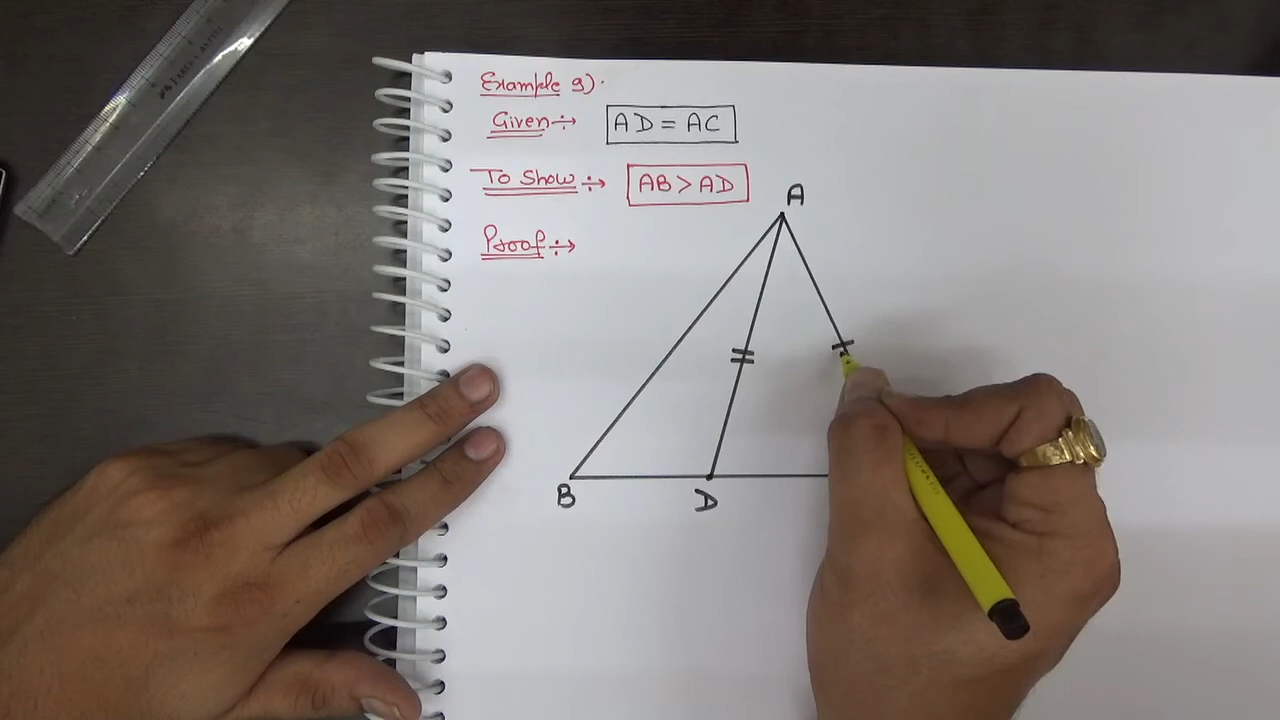 Example 9).
Given÷→ AD = AC
To Show÷→ AB > AD
Proof÷→
A
B
D